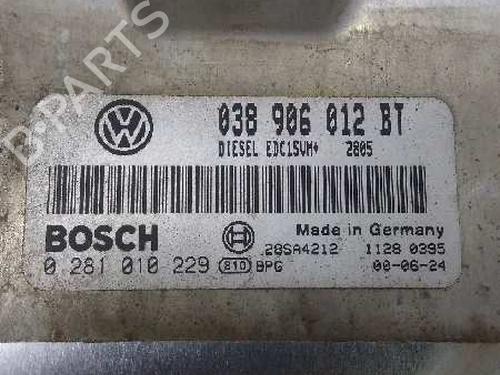 038 906 012 BT
DIESEL EDC15VM+ 2805
BOSCH
Made in Germany
28SA4212 1128 0395
0 281 010 229 810 BPG 00-06-24
B-PARTS